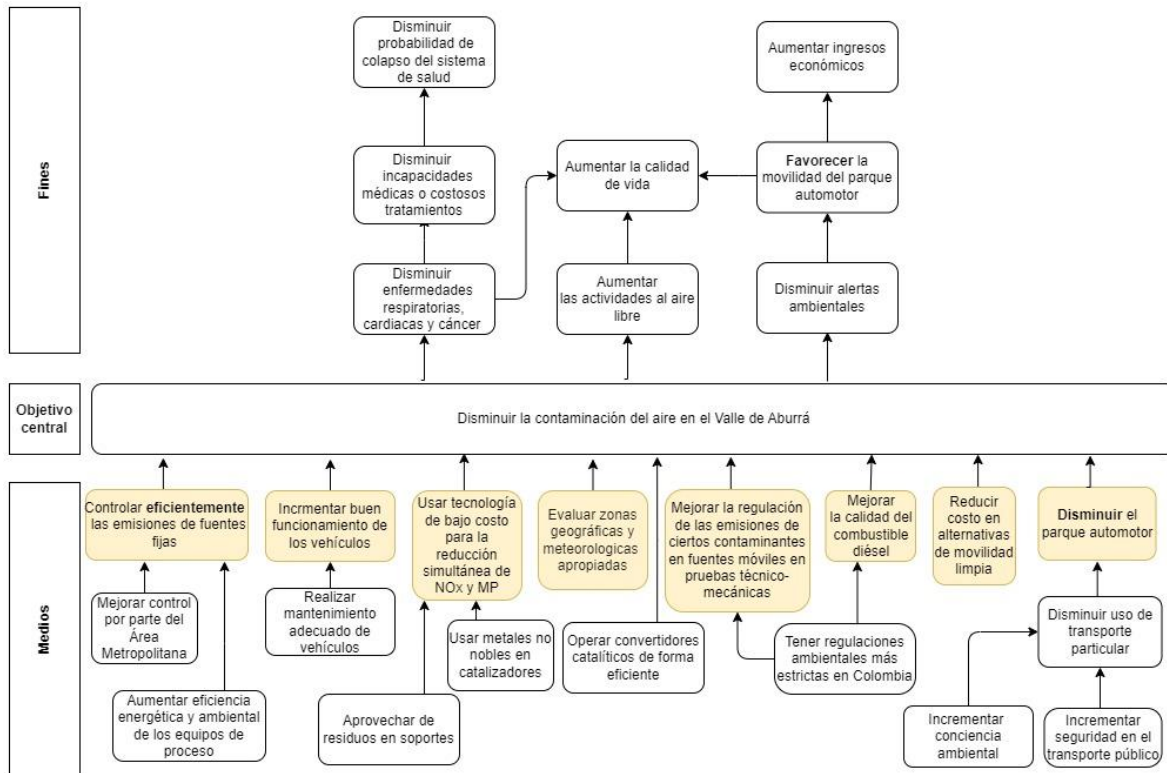 Fines
Disminuir
probabilidad de
colapso del sistema
de salud
Aumentar ingresos
económicos
Disminuir
incapacidades
médicas o costosos
tratamientos
Aumentar la calidad
de vida
Favorecer la
movilidad del parque
automotor
Disminuir
enfermedades
respiratorias,
cardiacas y cáncer
Aumentar
las actividades al aire
libre
Disminuir alertas
ambientales
Objetivo
central
Disminuir la contaminación del aire en el Valle de Aburrá
Medios
Controlar eficientemente
las emisiones de fuentes
fijas
Incrmentar buen
funcionamiento de
los vehículos
Usar tecnología
de bajo costo
para la
reducción
simultánea de
NOx y MP
Evaluar zonas
geográficas y
meteorologicas
apropiadas
Mejorar la regulación
de las emisiones de
ciertos contaminantes
en fuentes móviles en
pruebas técnico-
mecánicas
Mejorar
la calidad del
combustible
diésel
Reducir
costo en
alternativas
de movilidad
limpia
Disminuir el
parque automotor
Mejorar control
por parte del
Área
Metropolitana
Realizar
mantenimiento
adecuado de
vehículos
Usar metales no
nobles en
catalizadores
Operar convertidores
catalíticos de forma
eficiente
Tener regulaciones
ambientales más
estrictas en Colombia
Disminuir uso de
transporte
particular
Aumentar eficiencia
energética y ambiental
de los equipos de
proceso
Aprovechar de
residuos en soportes
Incrementar
conciencia
ambiental
Incrementar
seguridad en el
transporte público